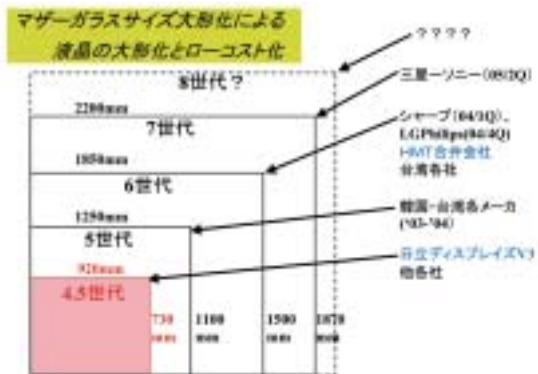 マザーガラスサイズ大形化による
液晶の大形化とローコスト化
????
8世代?
三星ーソニー(05/2Q)
2200mm
7世代
シャープ(04/1Q)、
LGPhilips(04/4Q)
HMT合弁会社
台湾各社
1850mm
6世代
1250mm
韓国・台湾各メーカ
('03-'04)
5世代
日立ディスプレイズV3
他各社
920mm
4.5世代
730 1100 1500 1870
mm mm mm mm